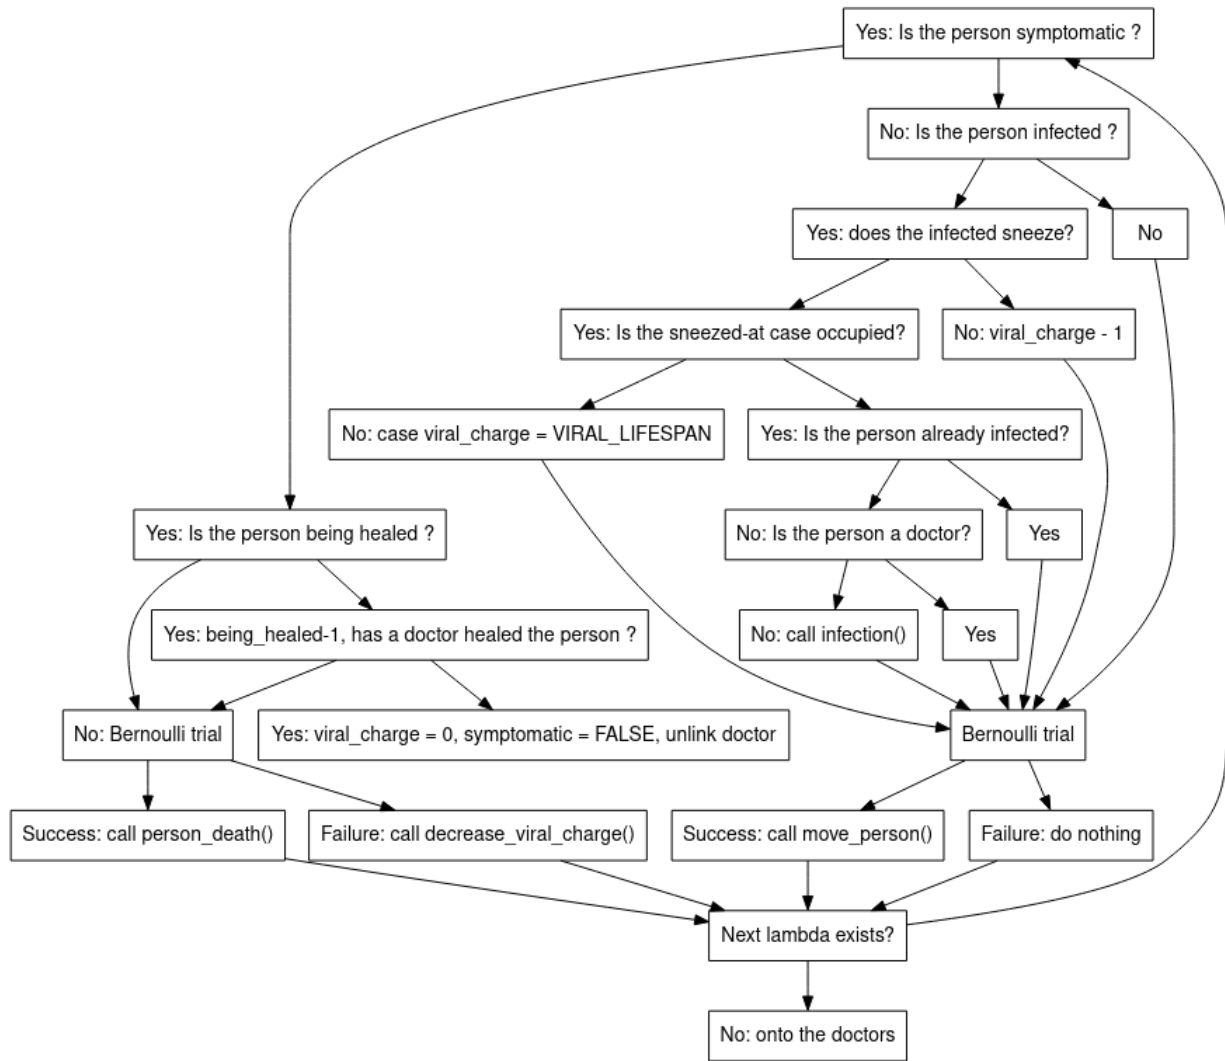 Yes: Is the person symptomatic ?
No: Is the person infected ?
Yes: does the infected sneeze?
No
Yes: Is the sneezed-at case occupied?
No: viral_charge - 1
No: case viral_charge = VIRAL_LIFESPAN
Yes: Is the person already infected?
Yes: Is the person being healed ?
No: Is the person a doctor?
Yes
Yes: being_healed-1, has a doctor healed the person ?
No: call infection()
Yes
No: Bernoulli trial
Yes: viral_charge = 0, symptomatic = FALSE, unlink doctor
Bernoulli trial
Success: call person_death()
Failure: call decrease_viral_charge()
Success: call move_person()
Failure: do nothing
Next lambda exists?
No: onto the doctors